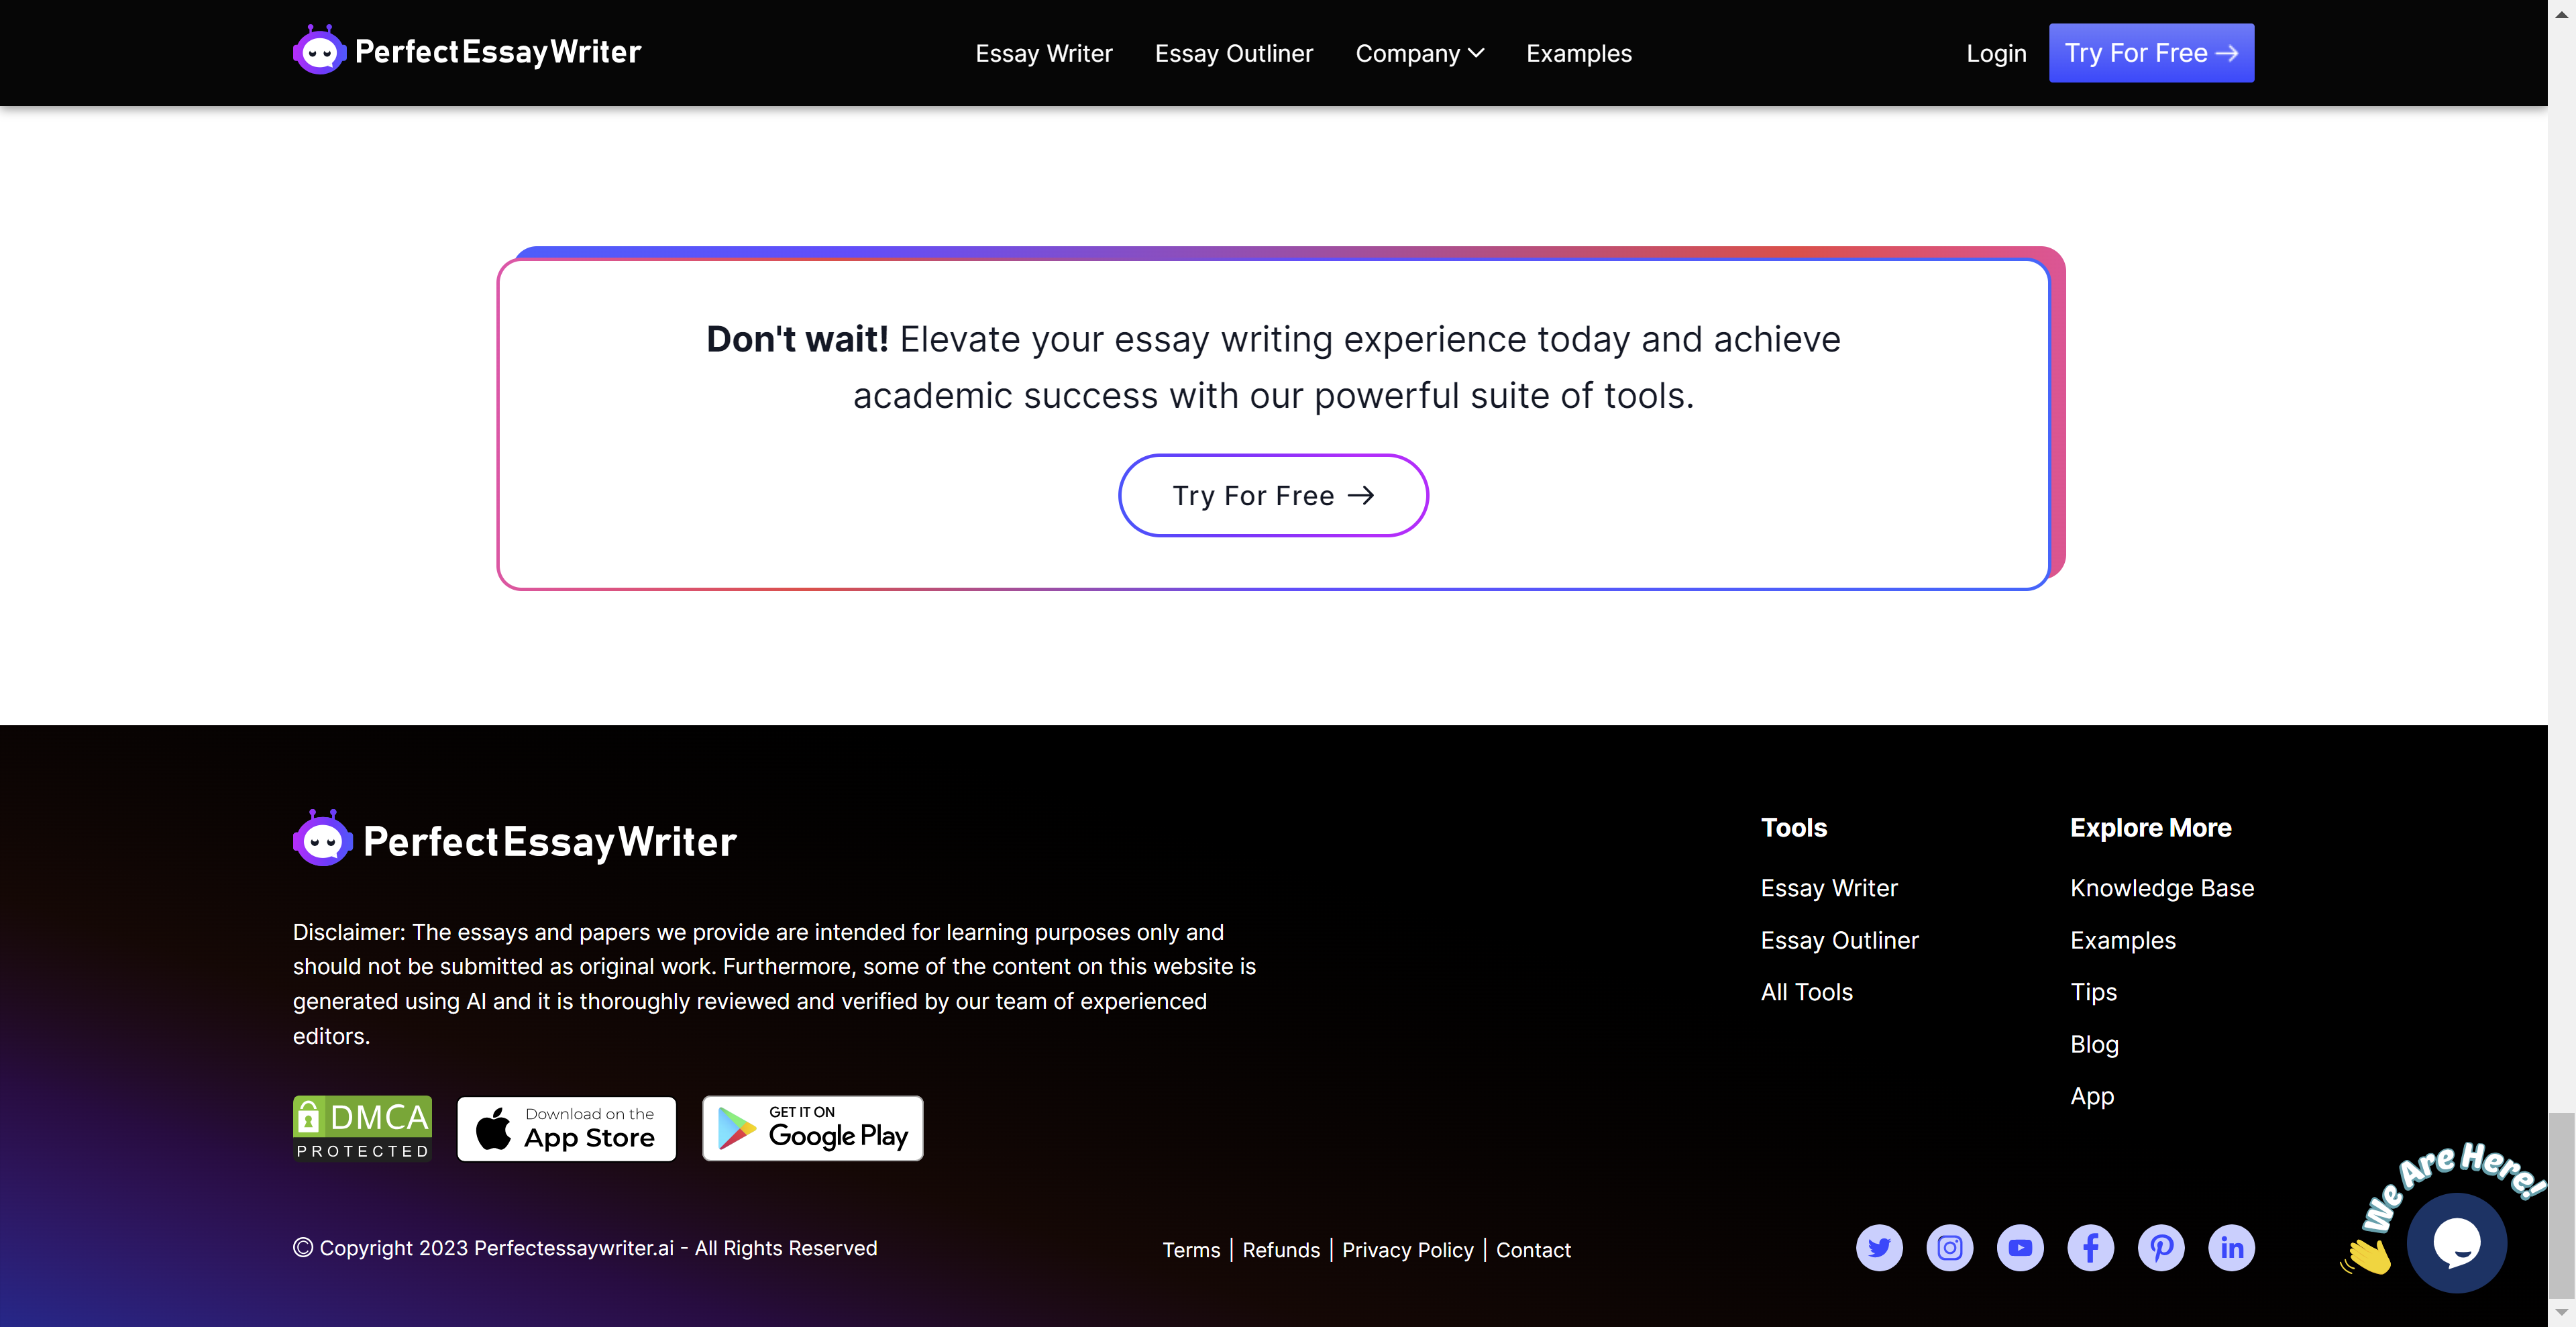 PerfectEssayWriter
Essay Writer
Essay Outliner
Company
Examples
Login
Try For Free
Don't wait! Elevate your essay writing experience today and achieve
academic success with our powerful suite of tools.
Try For Free
PerfectEssayWriter
Disclaimer: The essays and papers we provide are intended for learning purposes only and
should not be submitted as original work. Furthermore, some of the content on this website is
generated using AI and it is thoroughly reviewed and verified by our team of experienced
editors.
DMCA
PROTECTED
Download on the
App Store
GET IT ON
Google Play
Tools
Essay Writer
Essay Outliner
All Tools
Explore More
Knowledge Base
Examples
Tips
Blog
App
© Copyright 2023 Perfectessaywriter.ai - All Rights Reserved
Terms | Refunds | Privacy Policy | Contact
We Are Here!